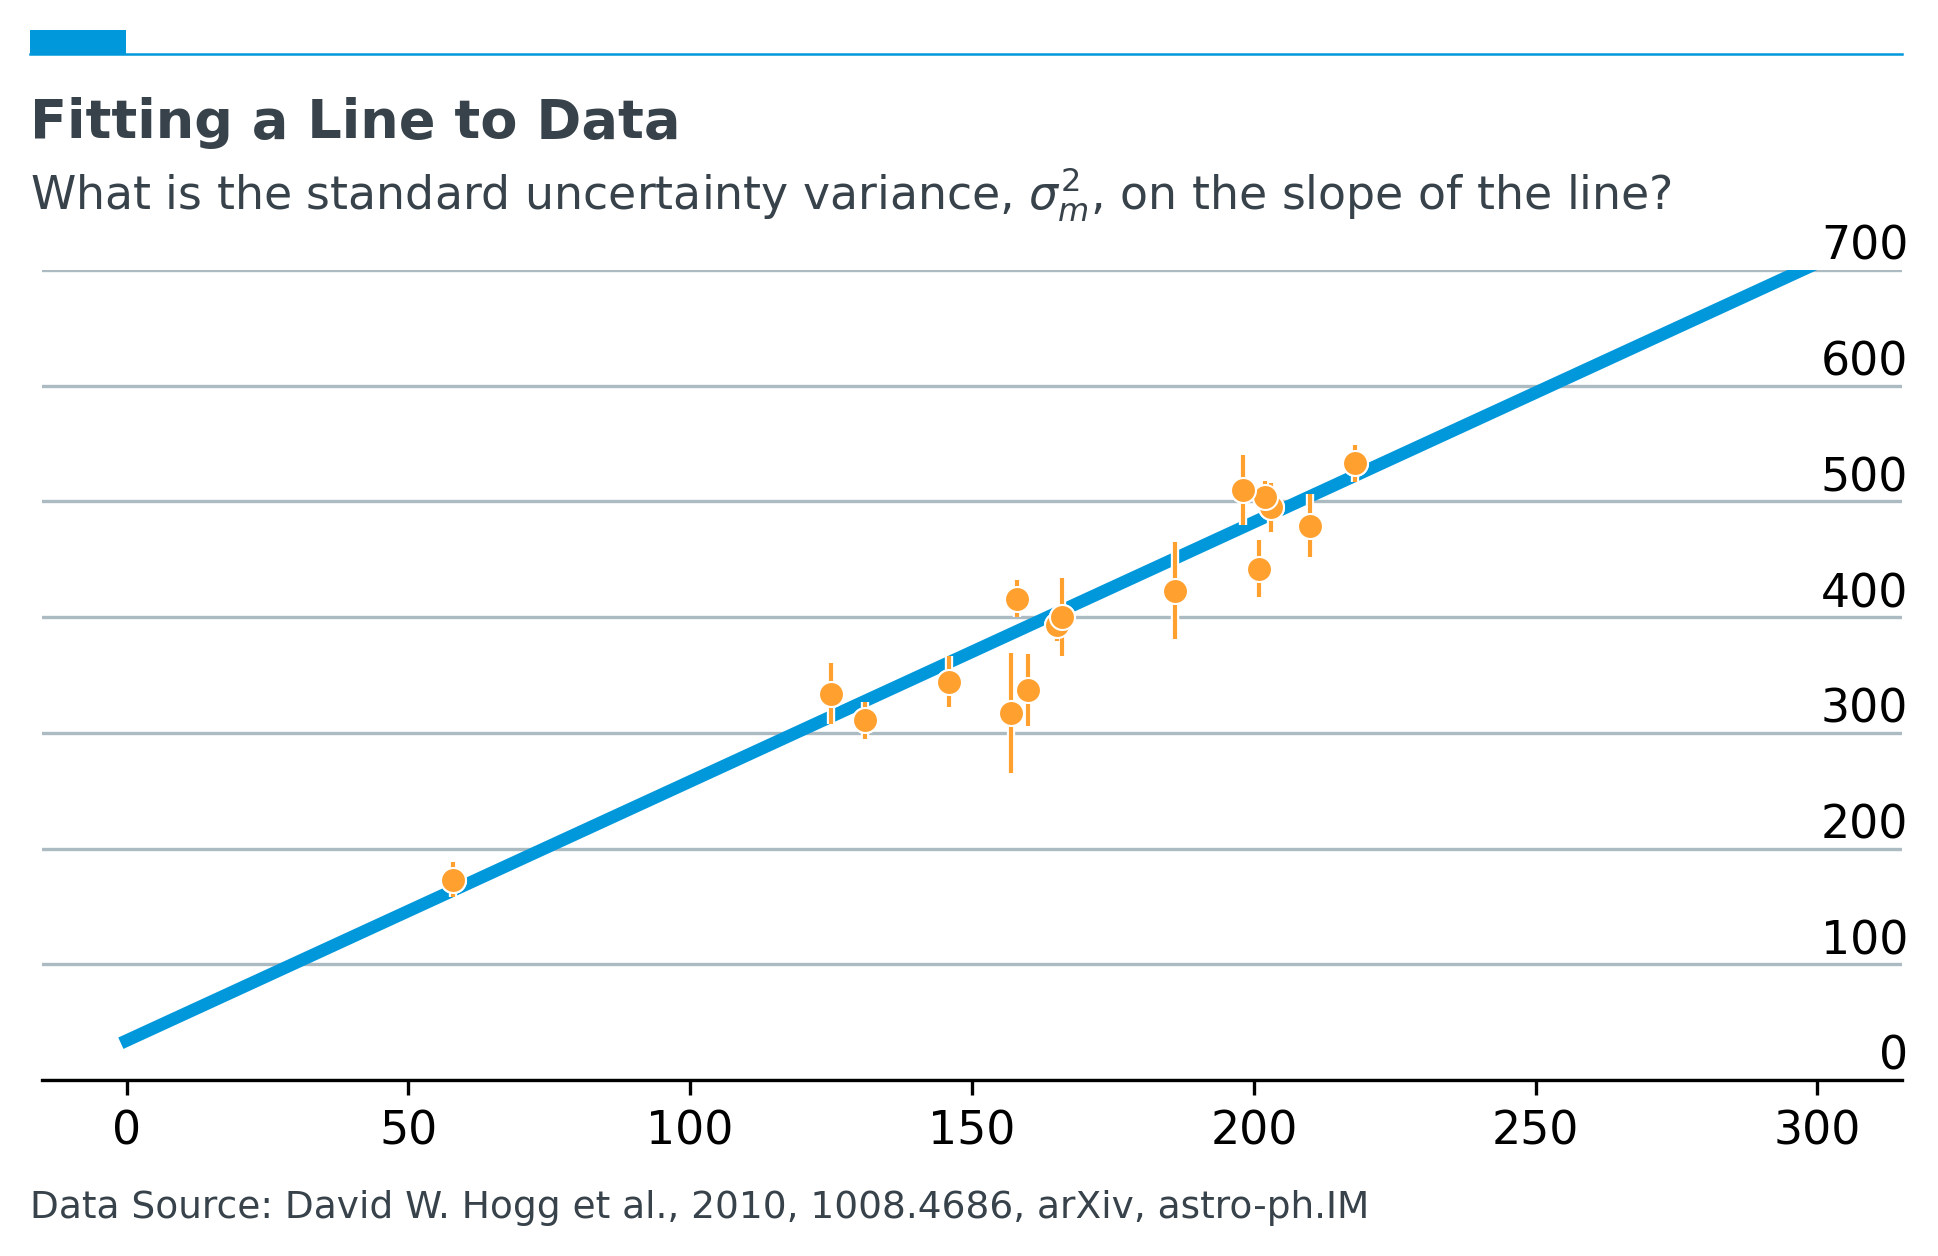 Fitting a Line to Data
What is the standard uncertainty variance, $\sigma_m^2$, on the slope of the line?
700
600
500
400
300
200
100
0
0 50 100 150 200 250 300
Data Source: David W. Hogg et al., 2010, 1008.4686, arXiv, astro-ph.IM